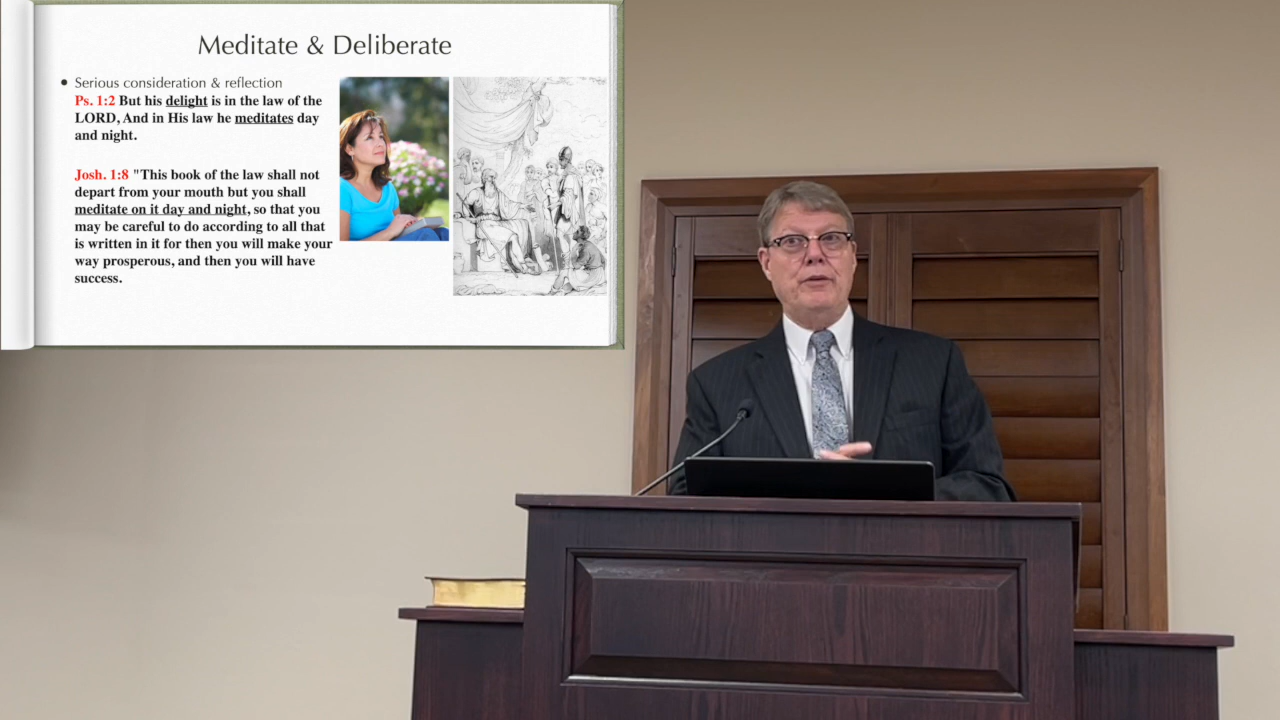 Meditate & Deliberate
• Serious consideration & reflection
Ps. 1:2 But his delight is in the law of the
LORD, And in His law he meditates day
and night.
Josh. 1:8 "This book of the law shall not
depart from your mouth but you shall
meditate on it day and night, so that you
may be careful to do according to all that
is written in it for then you will make your
way prosperous, and then you will have
success.